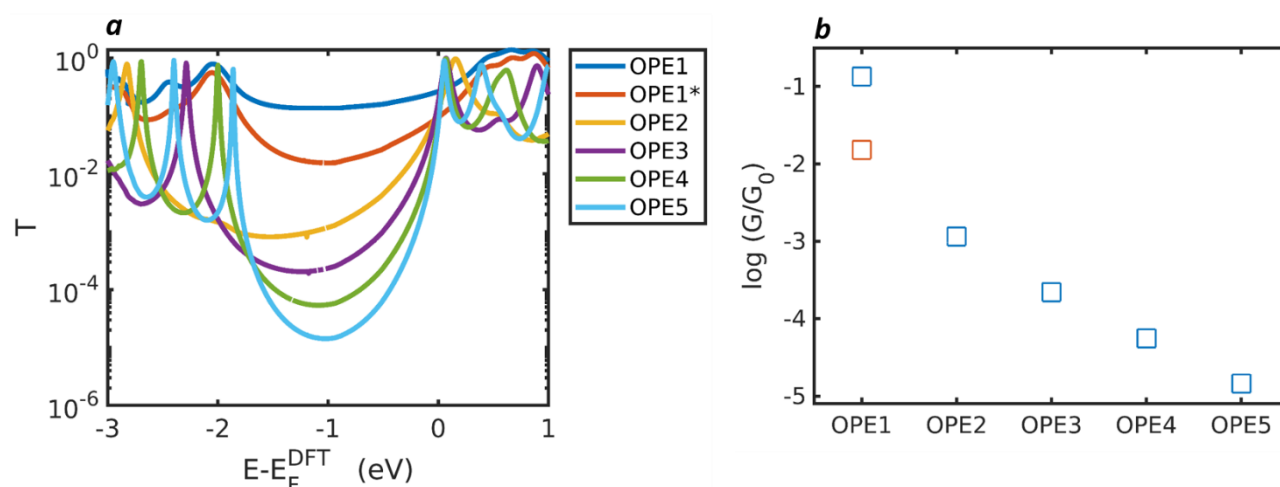 a
10^0
10^-2
10^-4
10^-6
T
-3 -2 -1 0 1
E-E_F^DFT (eV)
OPE1
OPE1*
OPE2
OPE3
OPE4
OPE5
b
-1
-2
-3
-4
-5
log (G/G_0)
OPE1 OPE2 OPE3 OPE4 OPE5